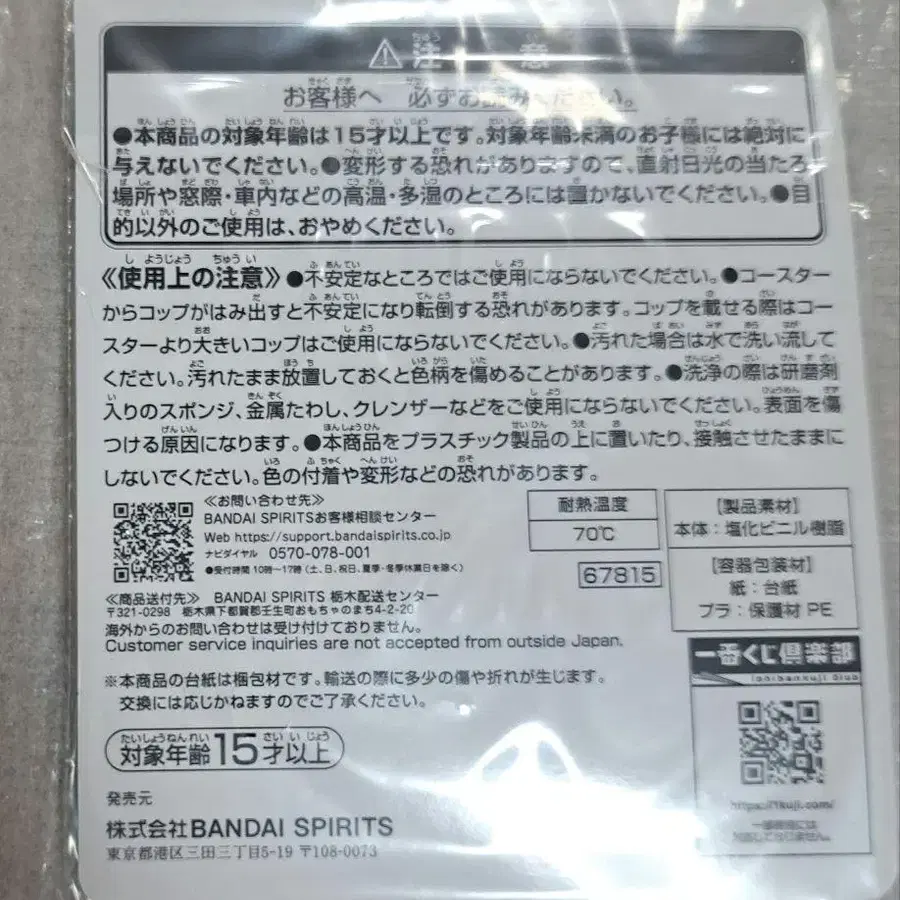 ⚠ 注意
お客様へ 必ずお読みください。
●本商品の対象年齢は15才以上です。対象年齢未満のお子様には絶対に
与えないでください。●変形する恐れがありますので、直射日光の当たる
場所や窓際・車内などの高温・多湿のところには置かないでください。●目
的以外のご使用は、おやめください。
《使用上の注意》●不安定なところではご使用にならないでください。●コースター
からコップがはみ出すと不安定になり転倒する恐れがあります。コップを載せる際はコー
スターより大きいコップはご使用にならないでください。●汚れた場合は水で洗い流して
ください。汚れたまま放置しておくと色柄を傷めることがあります。●洗浄の際は研磨剤
入りのスポンジ、金属たわし、クレンザーなどをご使用にならないでください。表面を傷
つける原因になります。●本商品をプラスチック製品の上に置いたり、接触させたままに
しないでください。色の付着や変形などの恐れがあります。
≪お問い合わせ先≫
BANDAI SPIRITSお客様相談センター
Web https://support.bandaispirits.co.jp
ナビダイヤル 0570-078-001
●受付時間 10時〜17時(土、日、祝日、夏季・冬季休業日を除く)
≪商品送付先≫ BANDAI SPIRITS 栃木配送センター
〒321-0298 栃木県下都賀郡壬生町おもちゃのまち4-2-20
海外からのお問い合わせは受け付けておりません。
Customer service inquiries are not accepted from outside Japan.
耐熱温度
70℃
67815
【製品素材】
本体:塩化ビニル樹脂
【容器包装材】
紙:台紙
プラ:保護材 PE
※本商品の台紙は梱包材です。輸送の際に多少の傷や折れが生じます。
交換には応じかねますのでご了承ください。
対象年齢15才以上
発売元
株式会社BANDAI SPIRITS
東京都港区三田三丁目5-19 〒108-0073
一番くじ倶楽部
Ichibankuji Club
https://1kuji.com/